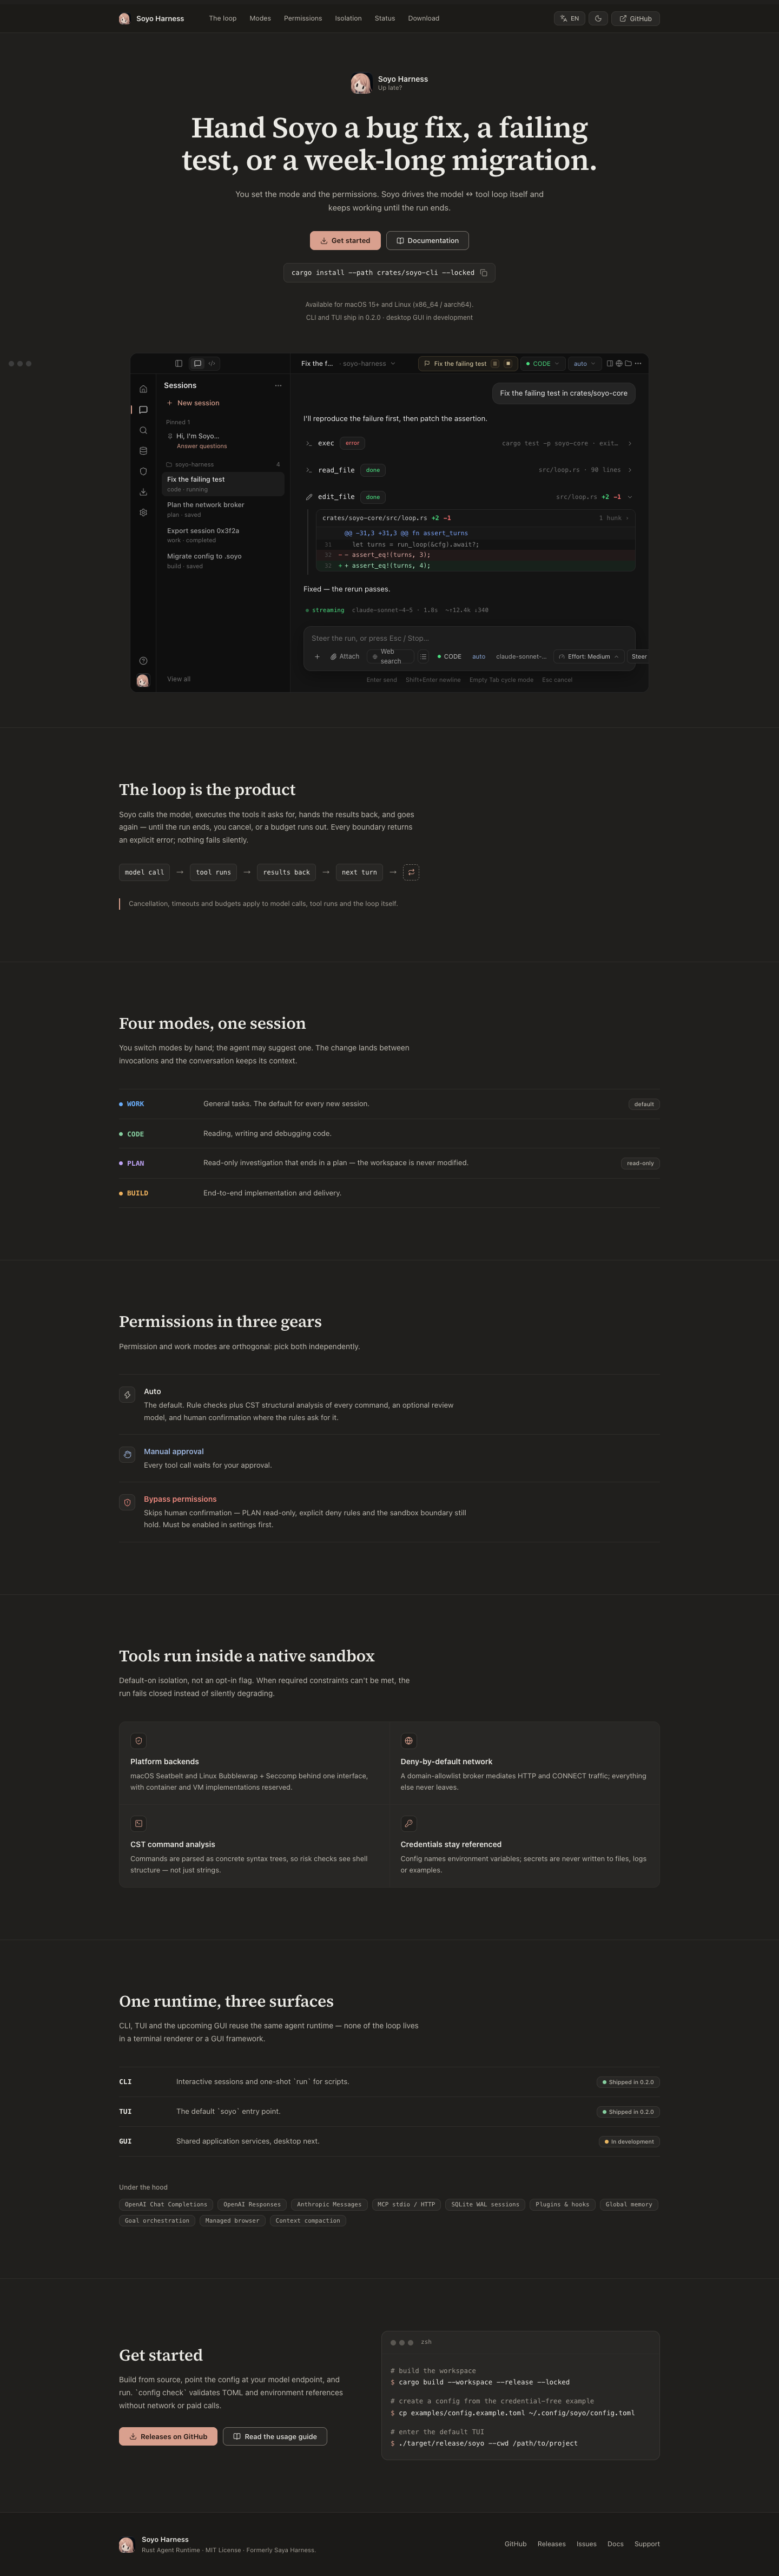 Soyo Harness
The loop
Modes
Permissions
Isolation
Status
Download
EN
GitHub
Soyo Harness
Up late?
Hand Soyo a bug fix, a failing
test, or a week-long migration.
You set the mode and the permissions. Soyo drives the model ↔ tool loop itself and
keeps working until the run ends.
Get started
Documentation
cargo install --path crates/soyo-cli --locked
Available for macOS 15+ and Linux (x86_64 / aarch64).
CLI and TUI ship in 0.2.0 · desktop GUI in development
Fix the f… · soyo-harness
Fix the failing test
CODE
auto
Sessions
New session
Pinned 1
Hi, I'm Soyo…
Answer questions
soyo-harness 4
Fix the failing test
code · running
Plan the network broker
plan · saved
Export session 0x3f2a
work · completed
Migrate config to .soyo
build · saved
View all
Fix the failing test in crates/soyo-core
I'll reproduce the failure first, then patch the assertion.
exec error cargo test -p soyo-core · exit…
read_file done src/loop.rs · 90 lines
edit_file done src/loop.rs +2 −1
crates/soyo-core/src/loop.rs +2 −1 1 hunk
@@ -31,3 +31,3 @@ fn assert_turns
31 let turns = run_loop(&cfg).await?;
32 - assert_eq!(turns, 3);
32 + assert_eq!(turns, 4);
Fixed — the rerun passes.
streaming claude-sonnet-4-5 · 1.8s ~↑12.4k ↓340
Steer the run, or press Esc / Stop…
Attach
Web search
CODE
auto
claude-sonnet-…
Effort: Medium
Steer
Enter send Shift+Enter newline Empty Tab cycle mode Esc cancel
The loop is the product
Soyo calls the model, executes the tools it asks for, hands the results back, and goes
again — until the run ends, you cancel, or a budget runs out. Every boundary returns
an explicit error; nothing fails silently.
model call → tool runs → results back → next turn →
Cancellation, timeouts and budgets apply to model calls, tool runs and the loop itself.
Four modes, one session
You switch modes by hand; the agent may suggest one. The change lands between
invocations and the conversation keeps its context.
WORK General tasks. The default for every new session. default
CODE Reading, writing and debugging code.
PLAN Read-only investigation that ends in a plan — the workspace is never modified. read-only
BUILD End-to-end implementation and delivery.
Permissions in three gears
Permission and work modes are orthogonal: pick both independently.
Auto
The default. Rule checks plus CST structural analysis of every command, an optional review
model, and human confirmation where the rules ask for it.
Manual approval
Every tool call waits for your approval.
Bypass permissions
Skips human confirmation — PLAN read-only, explicit deny rules and the sandbox boundary still
hold. Must be enabled in settings first.
Tools run inside a native sandbox
Default-on isolation, not an opt-in flag. When required constraints can't be met, the
run fails closed instead of silently degrading.
Platform backends
macOS Seatbelt and Linux Bubblewrap + Seccomp behind one interface,
with container and VM implementations reserved.
Deny-by-default network
A domain-allowlist broker mediates HTTP and CONNECT traffic; everything
else never leaves.
CST command analysis
Commands are parsed as concrete syntax trees, so risk checks see shell
structure — not just strings.
Credentials stay referenced
Config names environment variables; secrets are never written to files, logs
or examples.
One runtime, three surfaces
CLI, TUI and the upcoming GUI reuse the same agent runtime — none of the loop lives
in a terminal renderer or a GUI framework.
CLI Interactive sessions and one-shot `run` for scripts. Shipped in 0.2.0
TUI The default `soyo` entry point. Shipped in 0.2.0
GUI Shared application services, desktop next. In development
Under the hood
OpenAI Chat Completions
OpenAI Responses
Anthropic Messages
MCP stdio / HTTP
SQLite WAL sessions
Plugins & hooks
Global memory
Goal orchestration
Managed browser
Context compaction
Get started
Build from source, point the config at your model endpoint, and
run. `config check` validates TOML and environment references
without network or paid calls.
Releases on GitHub
Read the usage guide
zsh
# build the workspace
$ cargo build --workspace --release --locked
# create a config from the credential-free example
$ cp examples/config.example.toml ~/.config/soyo/config.toml
# enter the default TUI
$ ./target/release/soyo --cwd /path/to/project
Soyo Harness
Rust Agent Runtime · MIT License · Formerly Saya Harness.
GitHub
Releases
Issues
Docs
Support